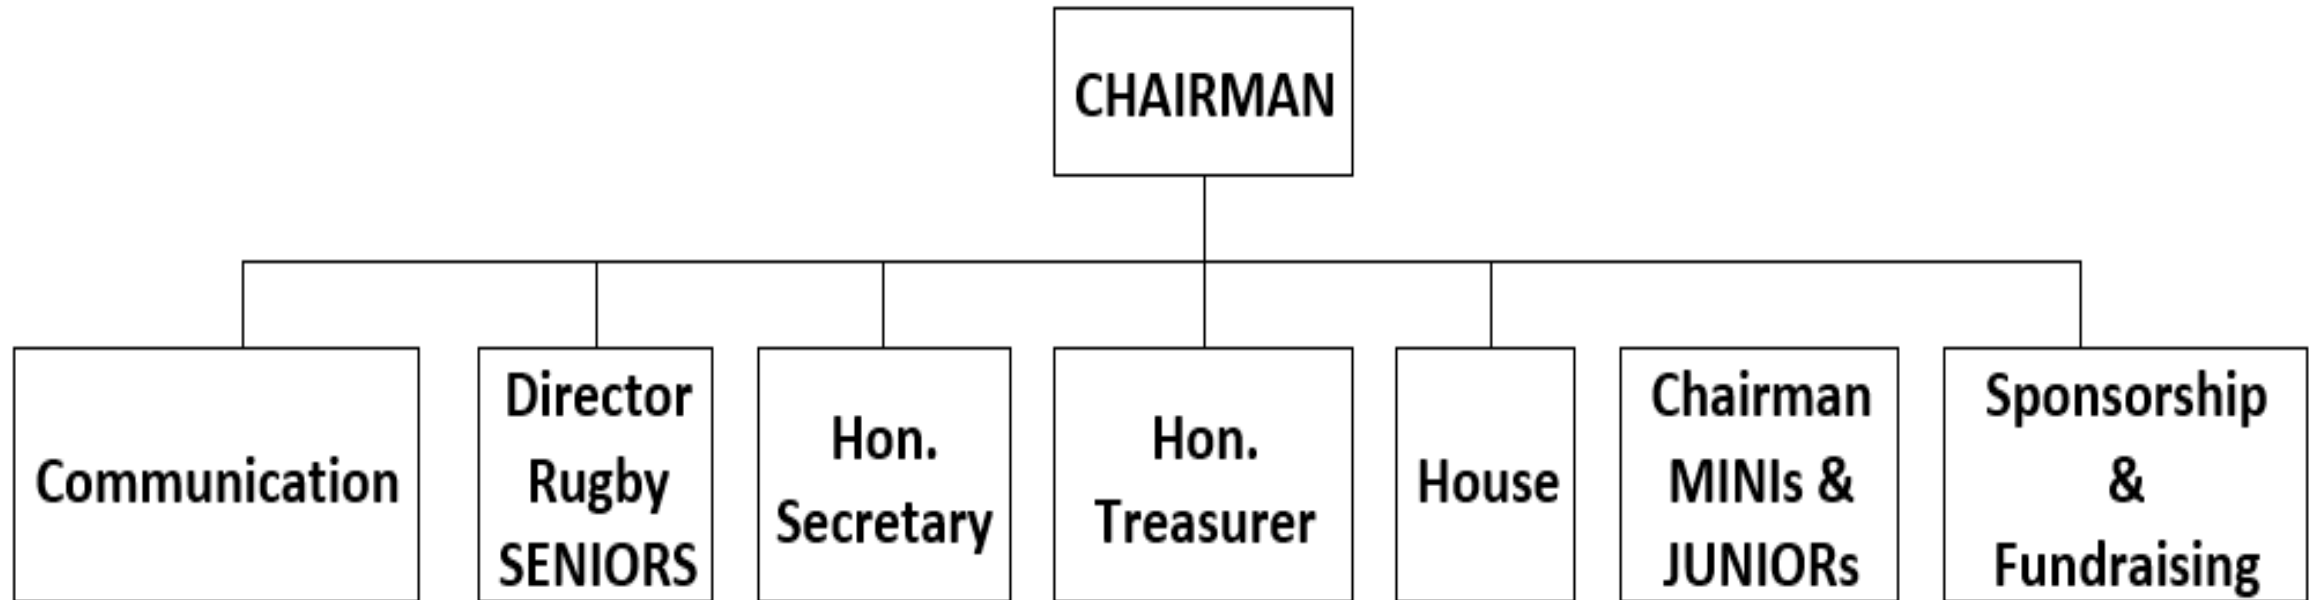 CHAIRMAN
Communication
Director
Rugby
SENIORS
Hon.
Secretary
Hon.
Treasurer
House
Chairman
MINIs &
JUNIORs
Sponsorship
&
Fundraising